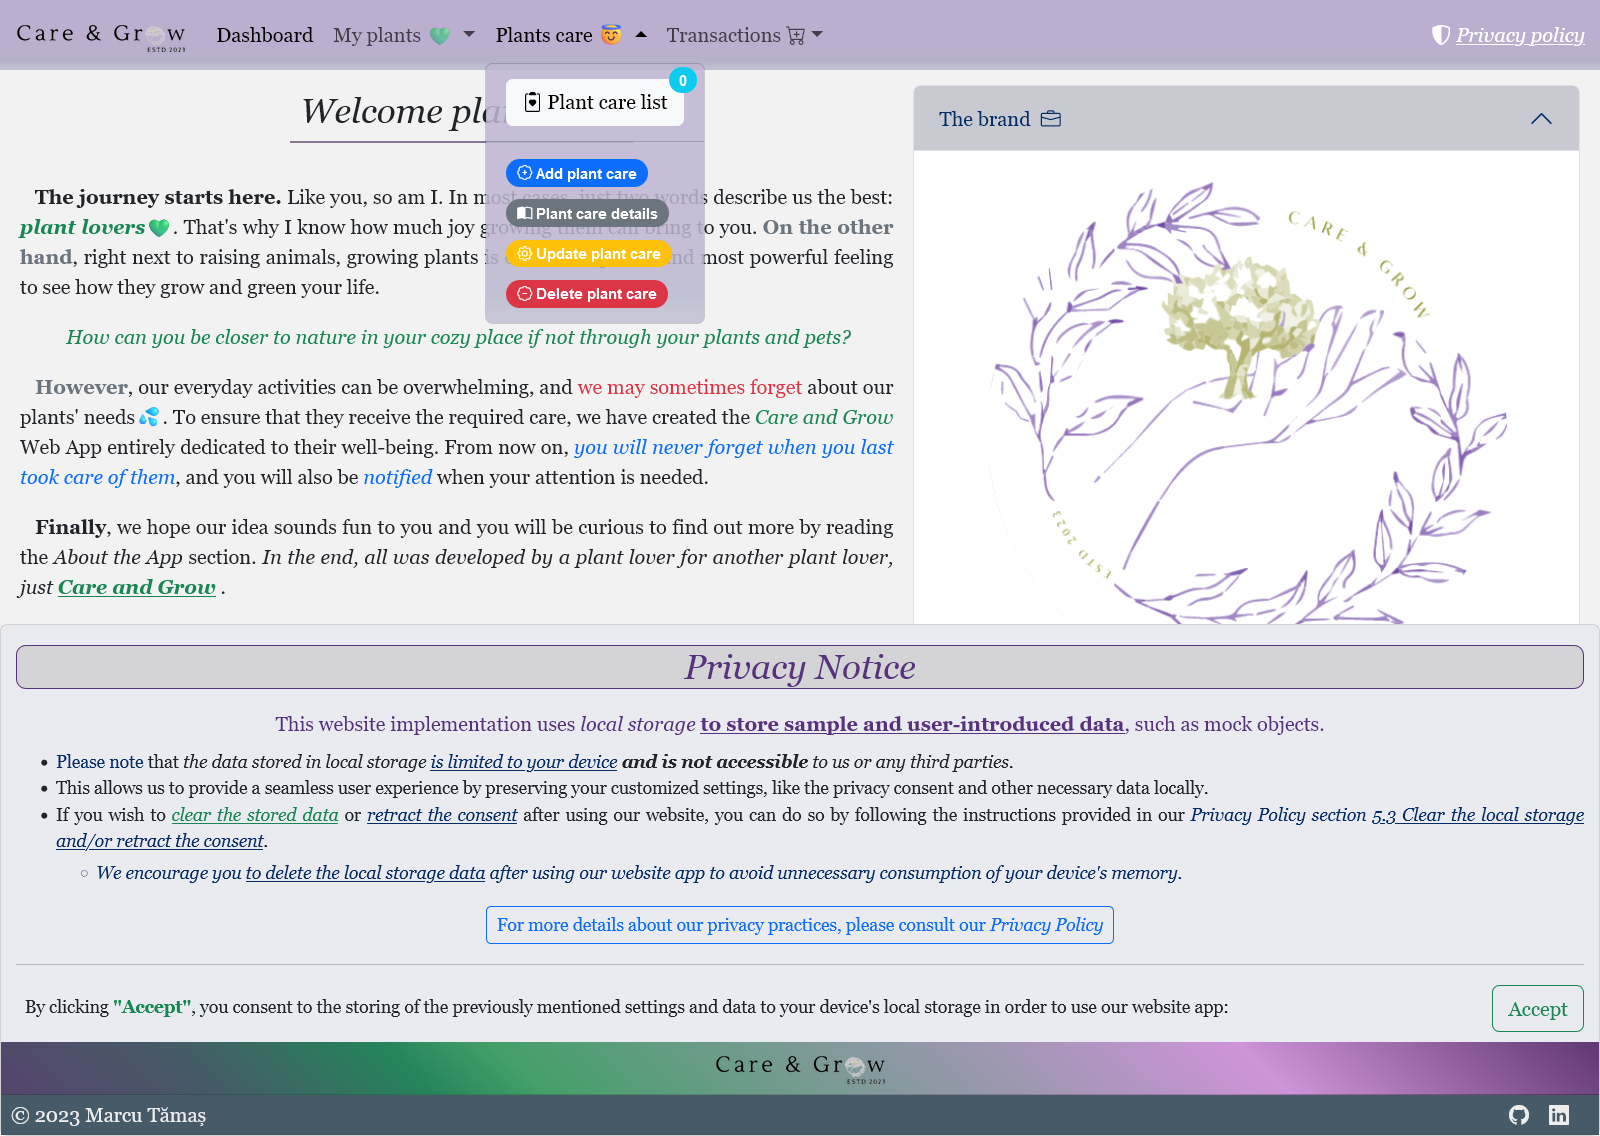 Care & Grow
ESTD 2023
Dashboard
My plants 💚
Plants care 😇
Transactions
Privacy policy
0
Plant care list
Add plant care
Plant care details
Update plant care
Delete plant care
Welcome
The journey starts here. Like you, so am I. In most cases, just two words describe us the best:
plant lovers💚. That's why I know how much joy growing them can bring to you. On the other
hand, right next to raising animals, growing plants is most powerful feeling
to see how they grow and green your life.
How can you be closer to nature in your cozy place if not through your plants and pets?
However, our everyday activities can be overwhelming, and we may sometimes forget about our
plants' needs💦. To ensure that they receive the required care, we have created the Care and Grow
Web App entirely dedicated to their well-being. From now on, you will never forget when you last
took care of them, and you will also be notified when your attention is needed.
Finally, we hope our idea sounds fun to you and you will be curious to find out more by reading
the About the App section. In the end, all was developed by a plant lover for another plant lover,
just Care and Grow .
The brand
CARE & GROW
ESTD 2023
Privacy Notice
This website implementation uses local storage to store sample and user-introduced data, such as mock objects.
• Please note that the data stored in local storage is limited to your device and is not accessible to us or any third parties.
• This allows us to provide a seamless user experience by preserving your customized settings, like the privacy consent and other necessary data locally.
• If you wish to clear the stored data or retract the consent after using our website, you can do so by following the instructions provided in our Privacy Policy section 5.3 Clear the local storage
and/or retract the consent.
◦ We encourage you to delete the local storage data after using our website app to avoid unnecessary consumption of your device's memory.
For more details about our privacy practices, please consult our Privacy Policy
By clicking "Accept", you consent to the storing of the previously mentioned settings and data to your device's local storage in order to use our website app:
Accept
Care & Grow
ESTD 2023
© 2023 Marcu Tămaș